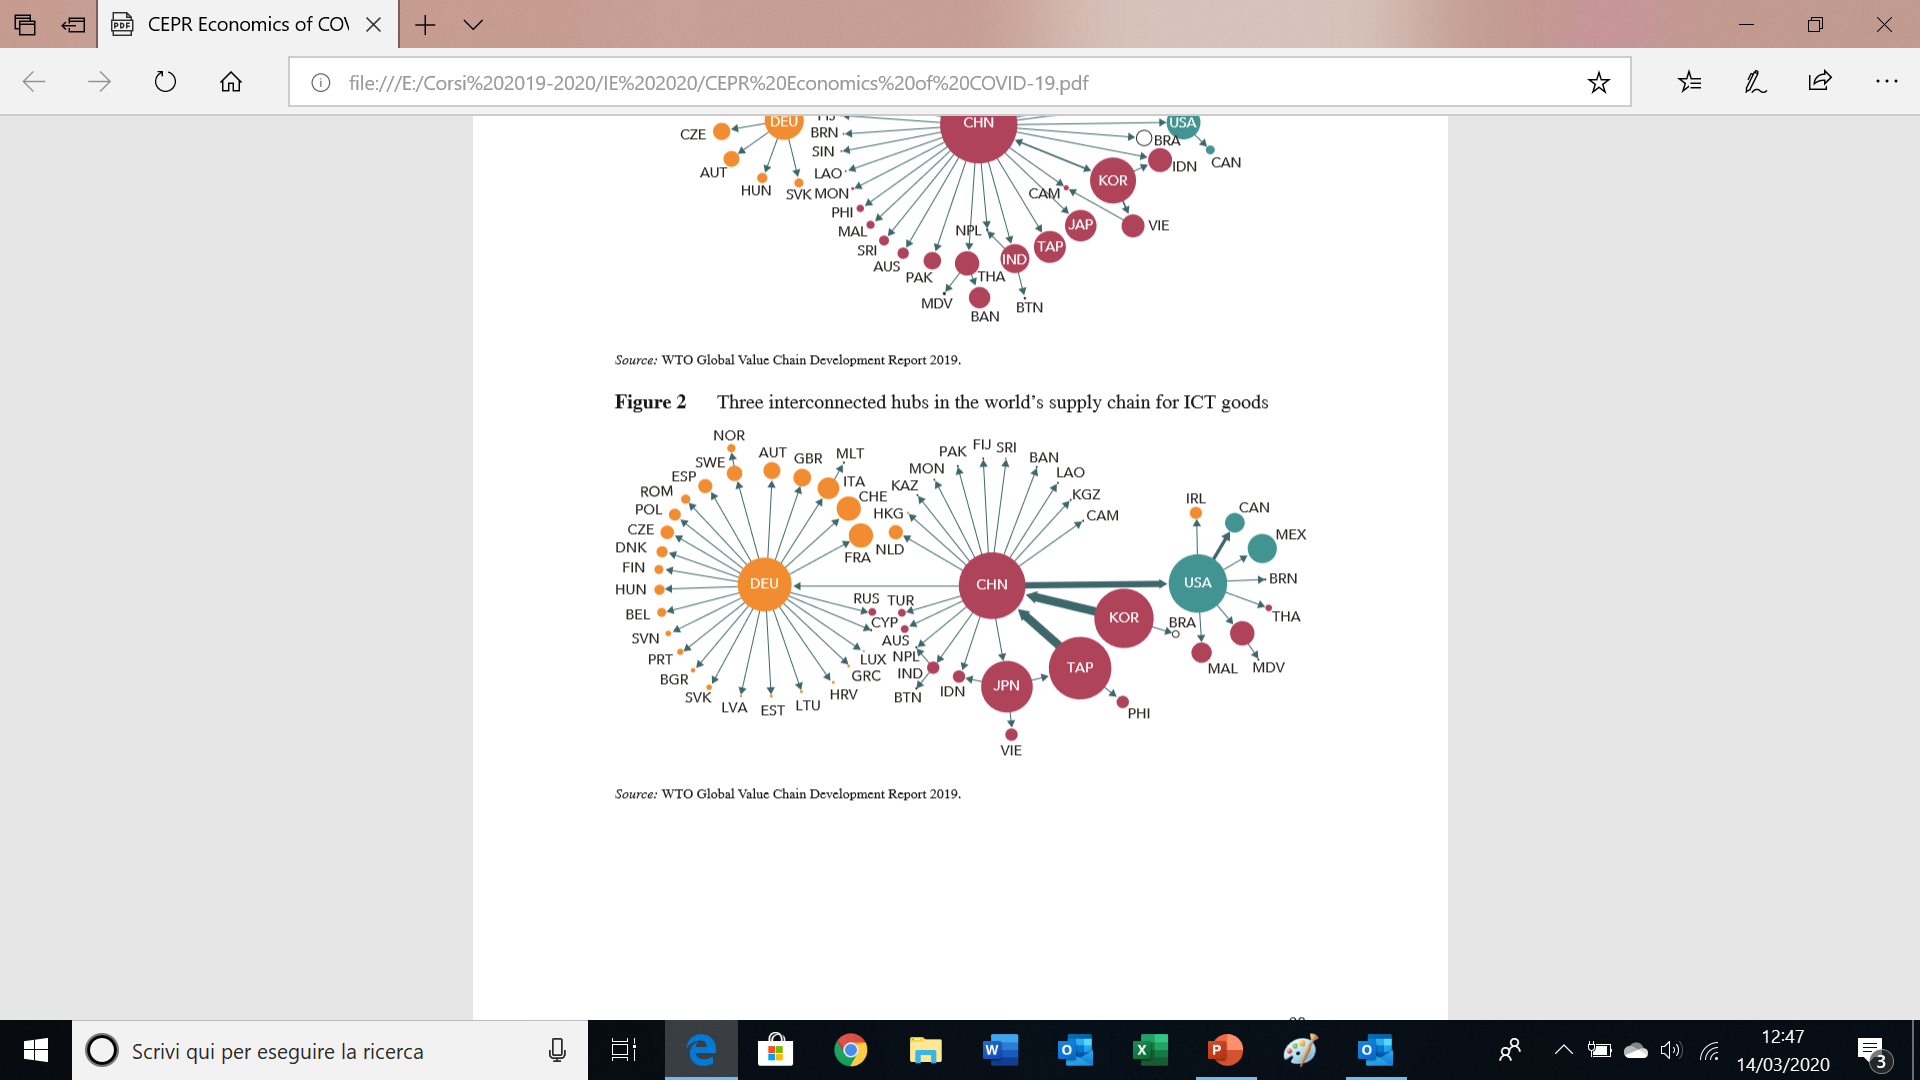 CEPR Economics of CO
file:///E:/Corsi%202019-2020/IE%202020/CEPR%20Economics%20of%20COVID-19.pdf
CZE
DEU
BRN
CHN
USA
BRA
SIN
AUT
LAO
IDN
CAN
HUN
SVK
MON
CAM
KOR
PHI
MAL
NPL
JAP
VIE
SRI
TAP
AUS
IND
PAK
THA
MDV
BTN
BAN
Source: WTO Global Value Chain Development Report 2019.
Figure 2 Three interconnected hubs in the world's supply chain for ICT goods
NOR
SWE
AUT
GBR
MLT
ESP
ITA
ROM
CHE
POL
CZE
DNK
FRA
FIN
HUN
DEU
BEL
SVN
PRT
BGR
SVK
LVA
EST
LTU
HRV
GRC
LUX
CYP
RUS
TUR
PAK
FIJ
SRI
BAN
MON
LAO
KAZ
KGZ
HKG
CAM
NLD
CHN
AUS
NPL
IND
BTN
IDN
JPN
VIE
TAP
PHI
KOR
BRA
IRL
CAN
MEX
USA
BRN
THA
MAL
MDV
Source: WTO Global Value Chain Development Report 2019.
Scrivi qui per eseguire la ricerca
12:47
14/03/2020
3